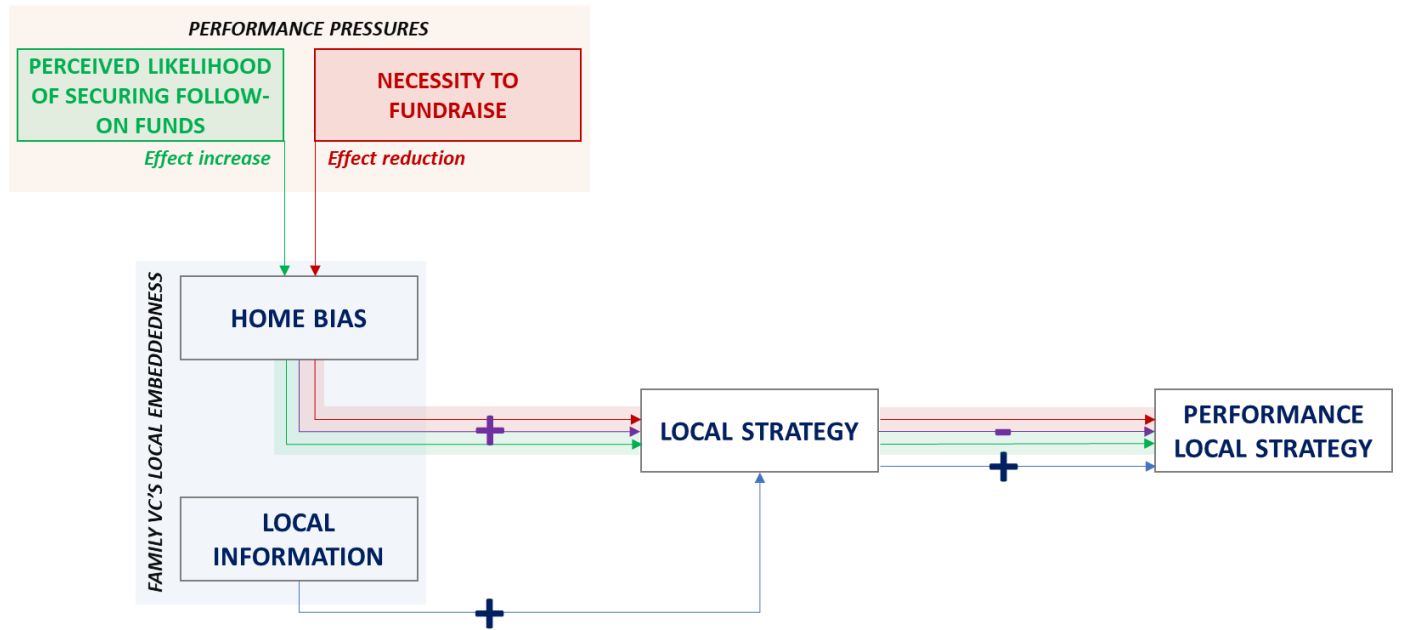 PERFORMANCE PRESSURES
PERCEIVED LIKELIHOOD
OF SECURING FOLLOW-
ON FUNDS
NECESSITY TO
FUNDRAISE
Effect increase
Effect reduction
FAMILY VC'S LOCAL EMBEDDEDNESS
HOME BIAS
+
LOCAL STRATEGY
-
+
PERFORMANCE
LOCAL STRATEGY
LOCAL
INFORMATION
+